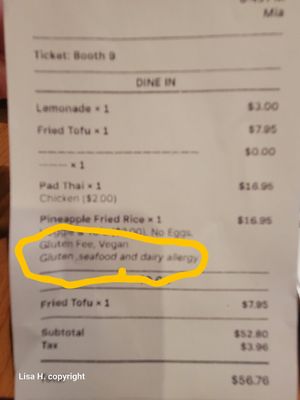 Mia
Ticket: Booth 9
DINE IN
Lemonade × 1 $3.00
Fried Tofu × 1 $7.95
--------------------------- $0.00
---- × 1
Pad Thai × 1 $16.95
Chicken ($2.00)
Pineapple Fried Rice × 1 $16.95
No Eggs,
Gluten Fee, Vegan
Gluten ,seafood and dairy allergy
Fried Tofu × 1 $7.95
Subtotal $52.80
Tax $3.96
$56.76
Lisa H. copyright